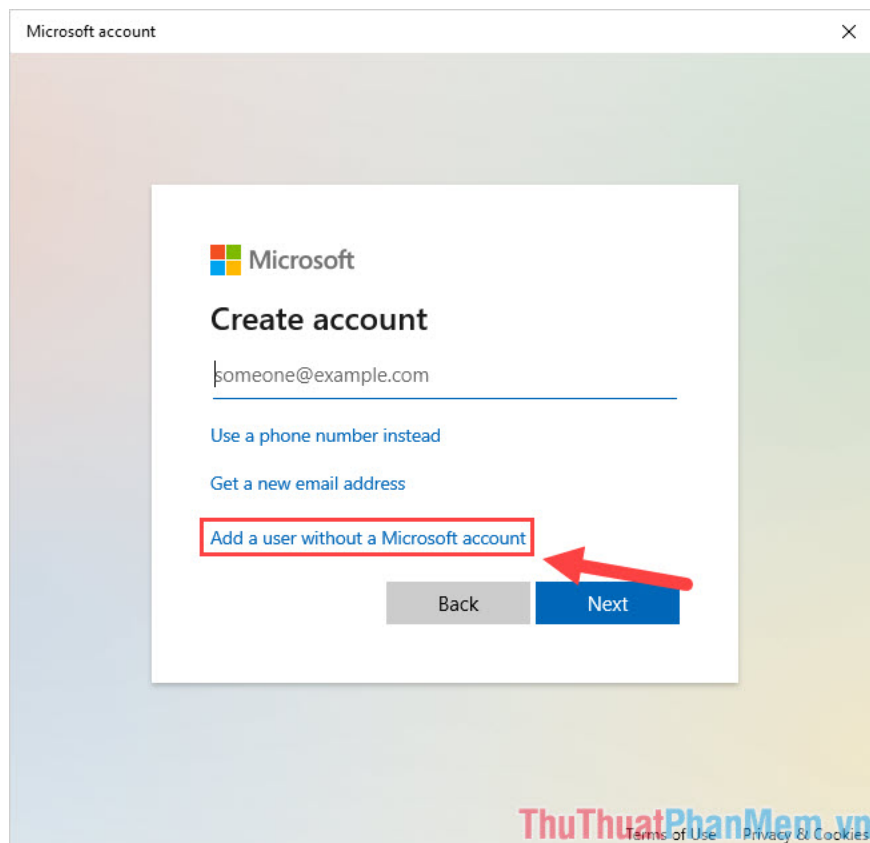 Microsoft account
Microsoft
Create account
someone@example.com
Use a phone number instead
Get a new email address
Add a user without a Microsoft account
Back
Next
ThuThuatPhanMem.vn
Terms of Use
Privacy & Cookies